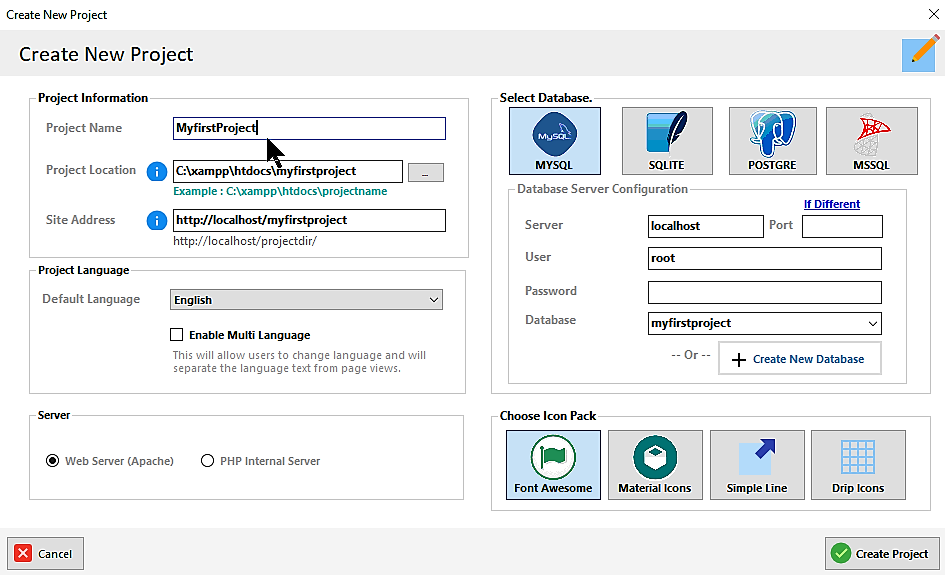 Create New Project
Create New Project
Project Information
Project Name
MyfirstProject
Project Location
i
C:\xampp\htdocs\myfirstproject
...
Example : C:\xampp\htdocs\projectname
Site Address
i
http://localhost/myfirstproject
http://localhost/projectdir/
Project Language
Default Language
English
Enable Multi Language
This will allow users to change language and will
separate the language text from page views.
Server
Web Server (Apache)
PHP Internal Server
Select Database.
MySQL
MYSQL
SQLITE
POSTGRE
MSSQL
Database Server Configuration
If Different
Server
localhost
Port
User
root
Password
Database
myfirstproject
-- Or --
Create New Database
Choose Icon Pack
Font Awesome
Material Icons
Simple Line
Drip Icons
Cancel
Create Project